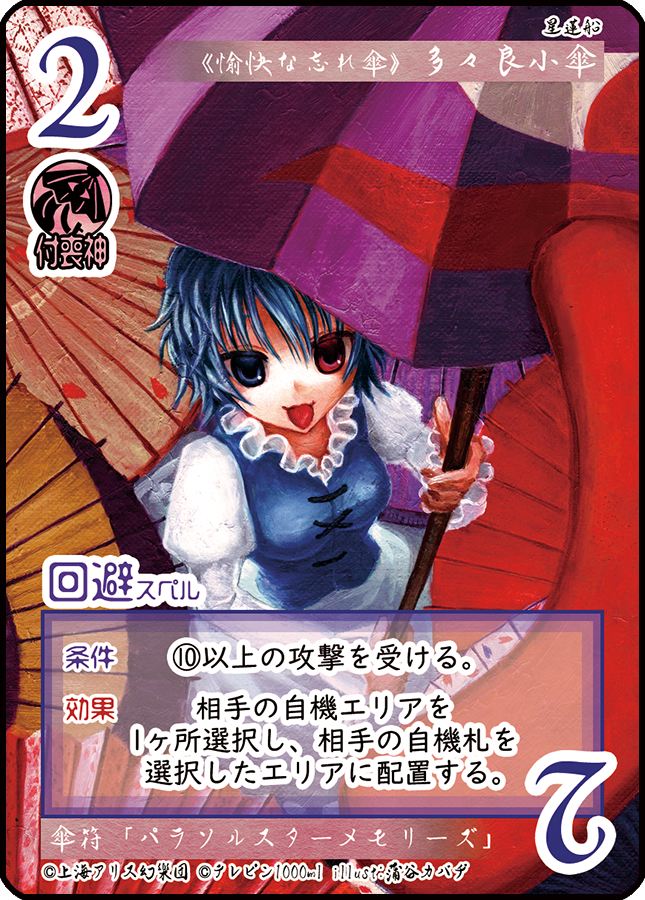 星蓮船
《愉快な忘れ傘》 多々良小傘
2
付喪神
回避スペル
条件 ⑩以上の攻撃を受ける。
効果 相手の自機エリアを
1ヶ所選択し、相手の自機札を
選択したエリアに配置する。
2
傘符「パラソルスターメモリーズ」
©上海アリス幻樂団 ©テレピン1000ml illust:蒲谷カバヂ